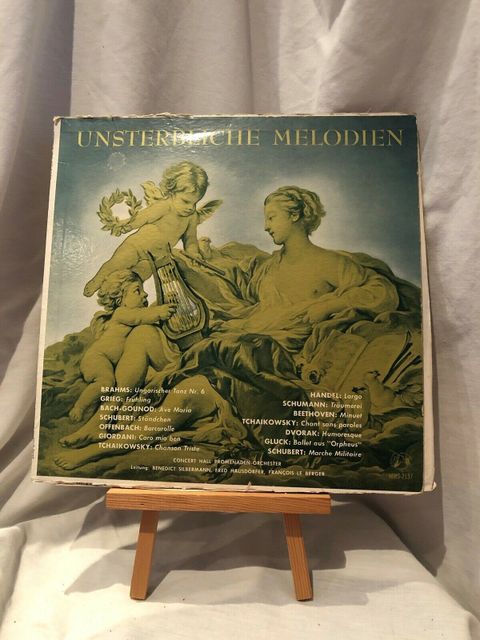 UNSTERBLICHE MELODIEN
BRAHMS: Ungarischer Tanz Nr. 6
GRIEG: Frühling
BACH-GOUNOD: Ave Maria
SCHUBERT: Ständchen
OFFENBACH: Barcarolle
GIORDANI: Caro mio ben
TCHAIKOWSKY: Chanson Triste
HANDEL: Largo
SCHUMANN: Träumerei
BEETHOVEN: Minuet
TCHAIKOWSKY: Chant sans paroles
DVORAK: Humoresque
GLUCK: Ballet aus "Orpheus"
SCHUBERT: Marche Militaire
CONCERT HALL PROMENADEN-ORCHESTER
Leitung: BENEDICT SILBERMANN, FRED HAUSDÖRFER, FRANÇOIS LE BERGER